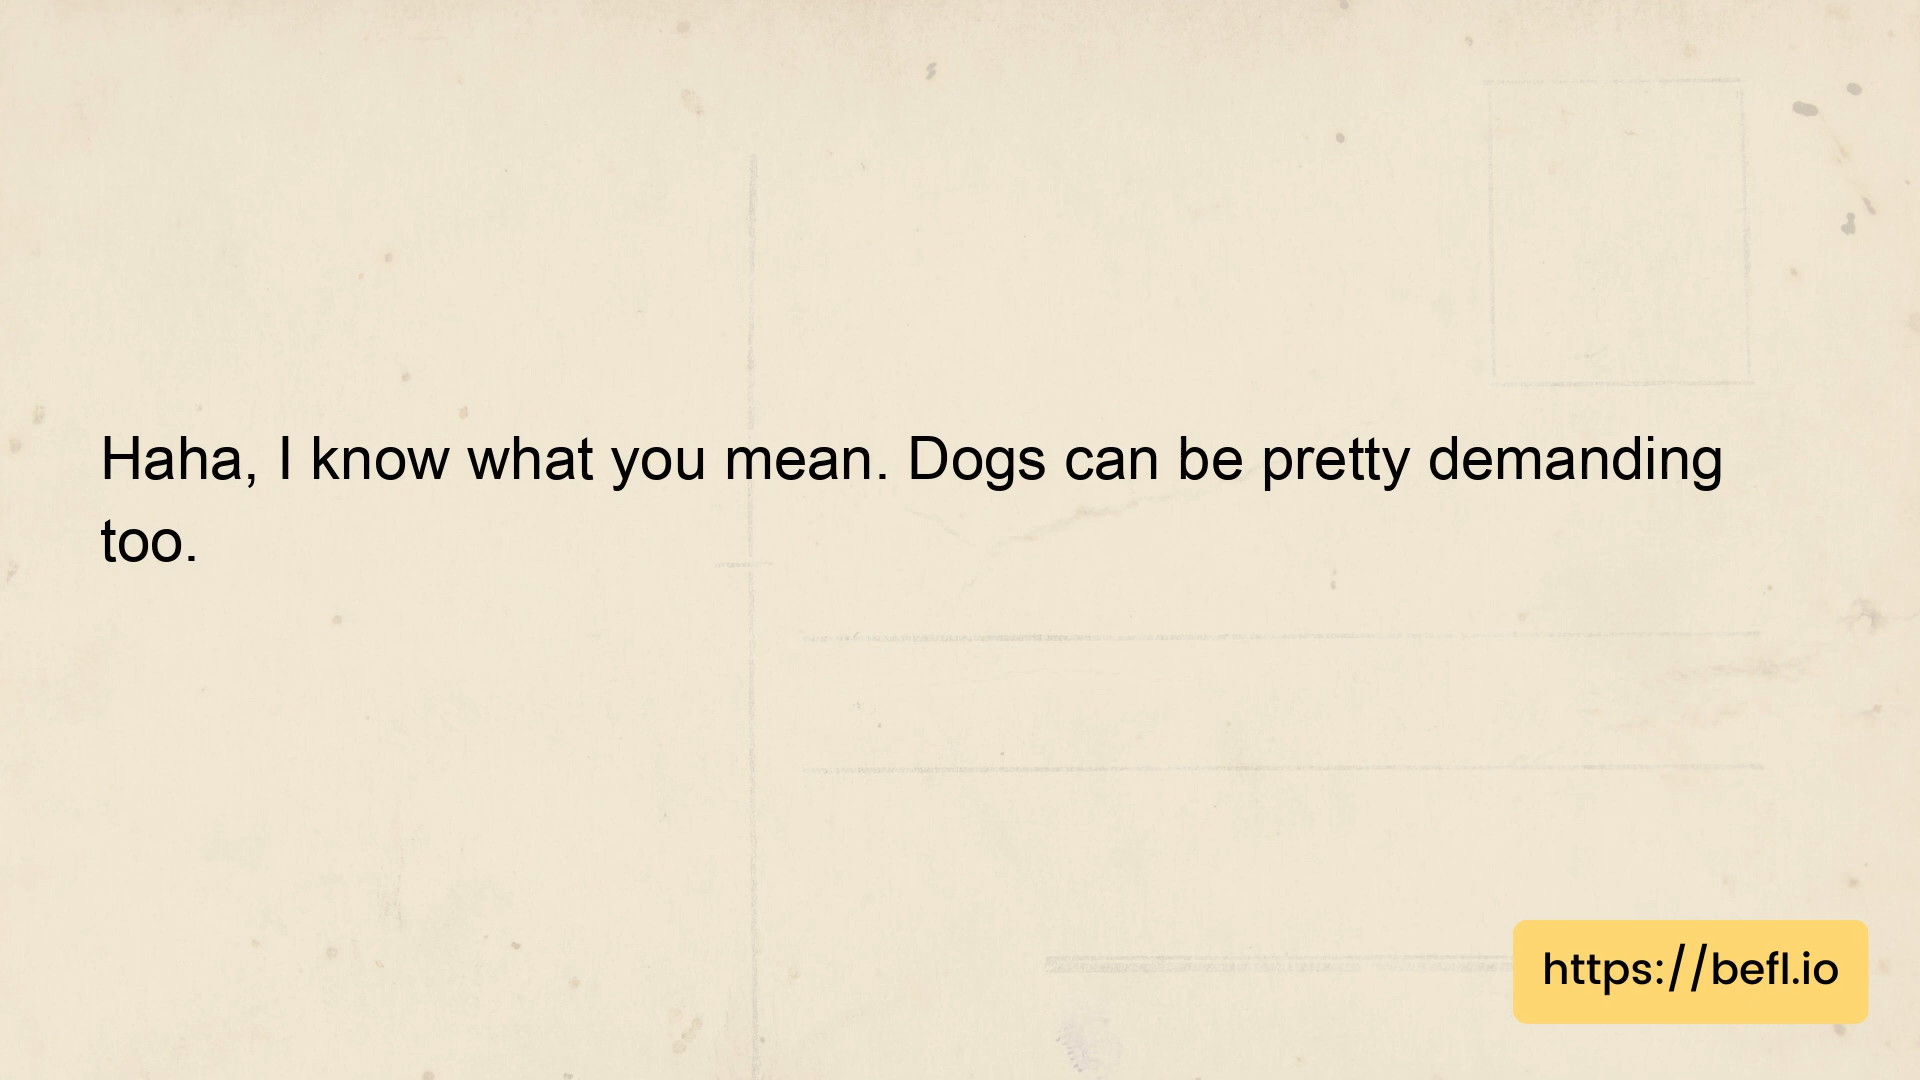 Haha, I know what you mean. Dogs can be pretty demanding
too.
https://befl.io